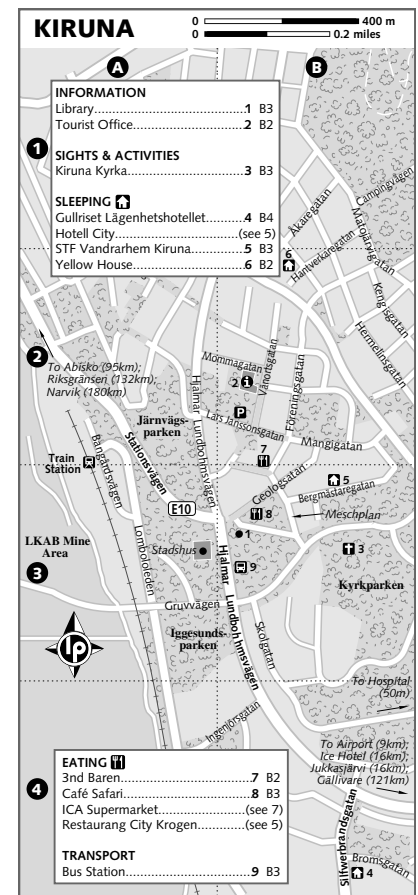 KIRUNA
0 400 m
0 0.2 miles
A
B
INFORMATION
Library...........................................1 B3
Tourist Office................................2 B2
SIGHTS & ACTIVITIES
Kiruna Kyrka.................................3 B3
SLEEPING
Gullriset Lägenhetshotellet.........4 B4
Hotell City................................(see 5)
STF Vandrarhem Kiruna..............5 B3
Yellow House................................6 B2
1
Campingvägen
Åkaregatan
Matojärvigatan
6
Hantverkaregatan
Kengisgatan
Hermelinsgatan
2
To Abisko (95km);
Riksgränsen (132km);
Narvik (180km)
Mommagatan
2
Vänortsgatan
Föreningsgatan
Hjalmar Lundbohmsvägen
P
Lars Janssonsgatan
Järnvägs-
parken
Mangigatan
7
Train
Station
Bangårdsvägen
Stationsvägen
Geologsatan
5
Bergmästaregatan
E10
8
Meschplan
1
LKAB Mine
Area
Stadshus
3
9
3
Kyrkparken
Lombololeden
Hjalmar Lundbohmsvägen
Gruvvägen
Iggesunds-
parken
Skolgatan
lp
To Hospital
(50m)
Ingenjörsgatan
To Airport (9km);
Ice Hotel (16km);
Jukkasjärvi (16km);
Gällivare (121km)
4
EATING
3nd Baren......................................7 B2
Café Safari.....................................8 B3
ICA Supermarket.....................(see 7)
Restaurang City Krogen............(see 5)
TRANSPORT
Bus Station....................................9 B3
Silfwerbrandsgatan
Bromsgatan
4